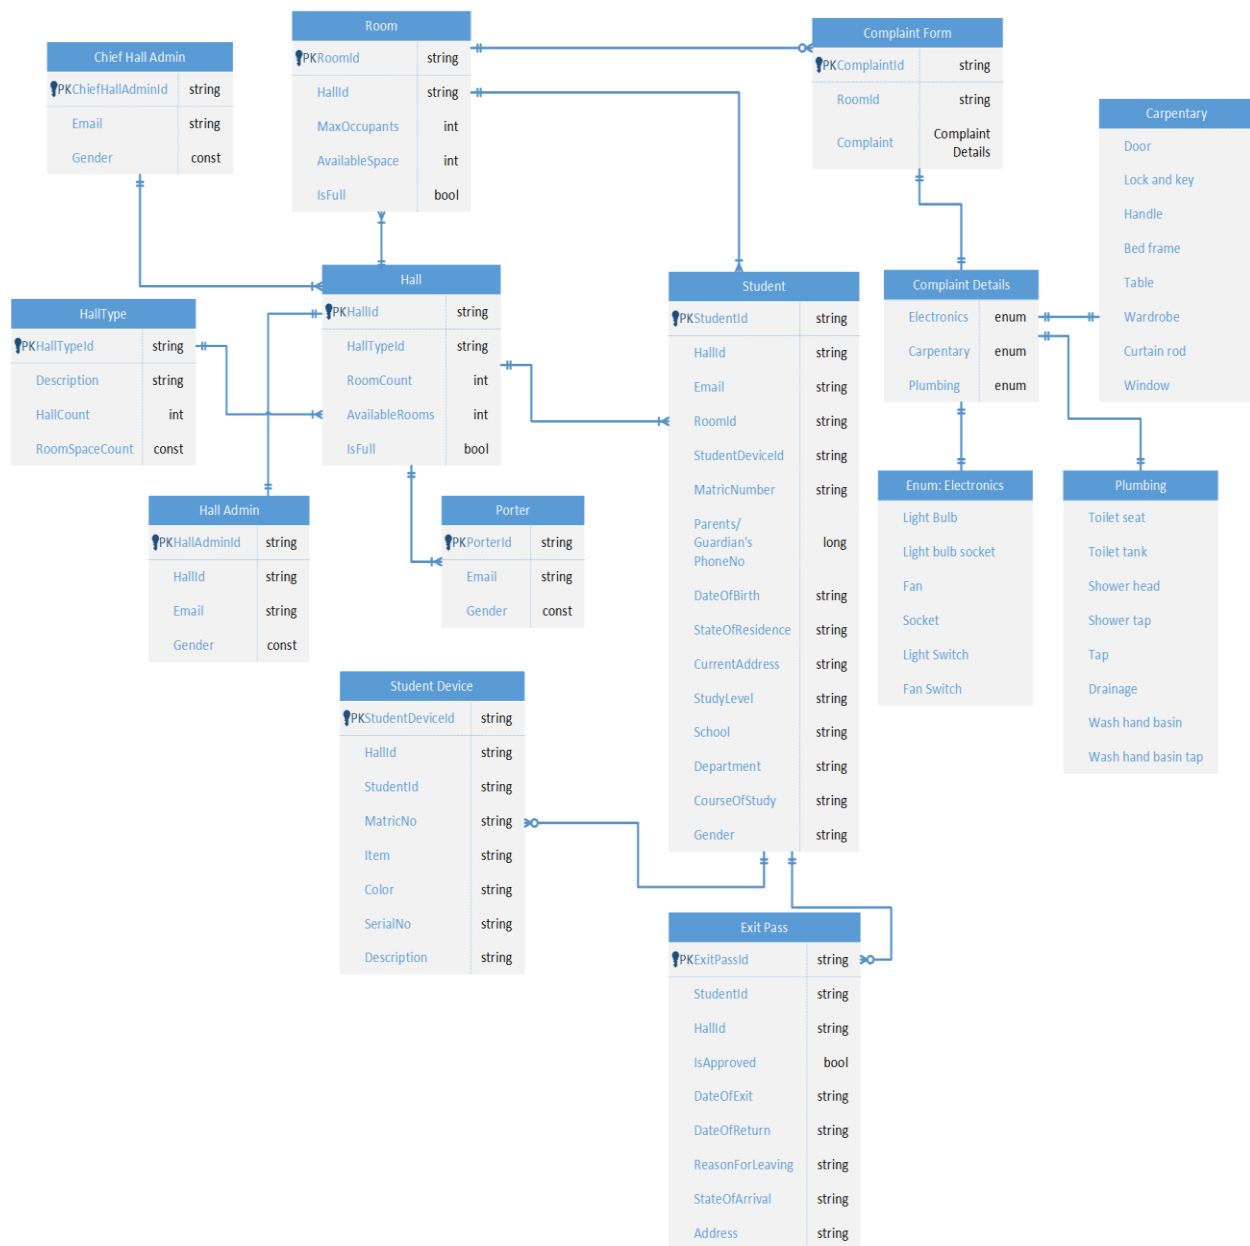 Room
PKRoomId string
HallId string
MaxOccupants int
AvailableSpace int
IsFull bool
Complaint Form
PKComplaintId string
RoomId string
Complaint Complaint
Details
Chief Hall Admin
PKChiefHallAdminId string
Email string
Gender const
Carpentary
Door
Lock and key
Handle
Bed frame
Table
Wardrobe
Curtain rod
Window
Hall
PKHallId string
HallTypeId string
RoomCount int
AvailableRooms int
IsFull bool
Student
PKStudentId string
HallId string
Email string
RoomId string
StudentDeviceId string
MatricNumber string
Parents/
Guardian's long
PhoneNo
DateOfBirth string
StateOfResidence string
CurrentAddress string
StudyLevel string
School string
Department string
CourseOfStudy string
Gender string
Complaint Details
Electronics enum
Carpentary enum
Plumbing enum
HallType
PKHallTypeId string
Description string
HallCount int
RoomSpaceCount const
Enum: Electronics
Light Bulb
Light bulb socket
Fan
Socket
Light Switch
Fan Switch
Plumbing
Toilet seat
Toilet tank
Shower head
Shower tap
Tap
Drainage
Wash hand basin
Wash hand basin tap
Hall Admin
PKHallAdminId string
HallId string
Email string
Gender const
Porter
PKPorterId string
Email string
Gender const
Student Device
PKStudentDeviceId string
HallId string
StudentId string
MatricNo string
Item string
Color string
SerialNo string
Description string
Exit Pass
PKExitPassId string
StudentId string
HallId string
IsApproved bool
DateOfExit string
DateOfReturn string
ReasonForLeaving string
StateOfArrival string
Address string